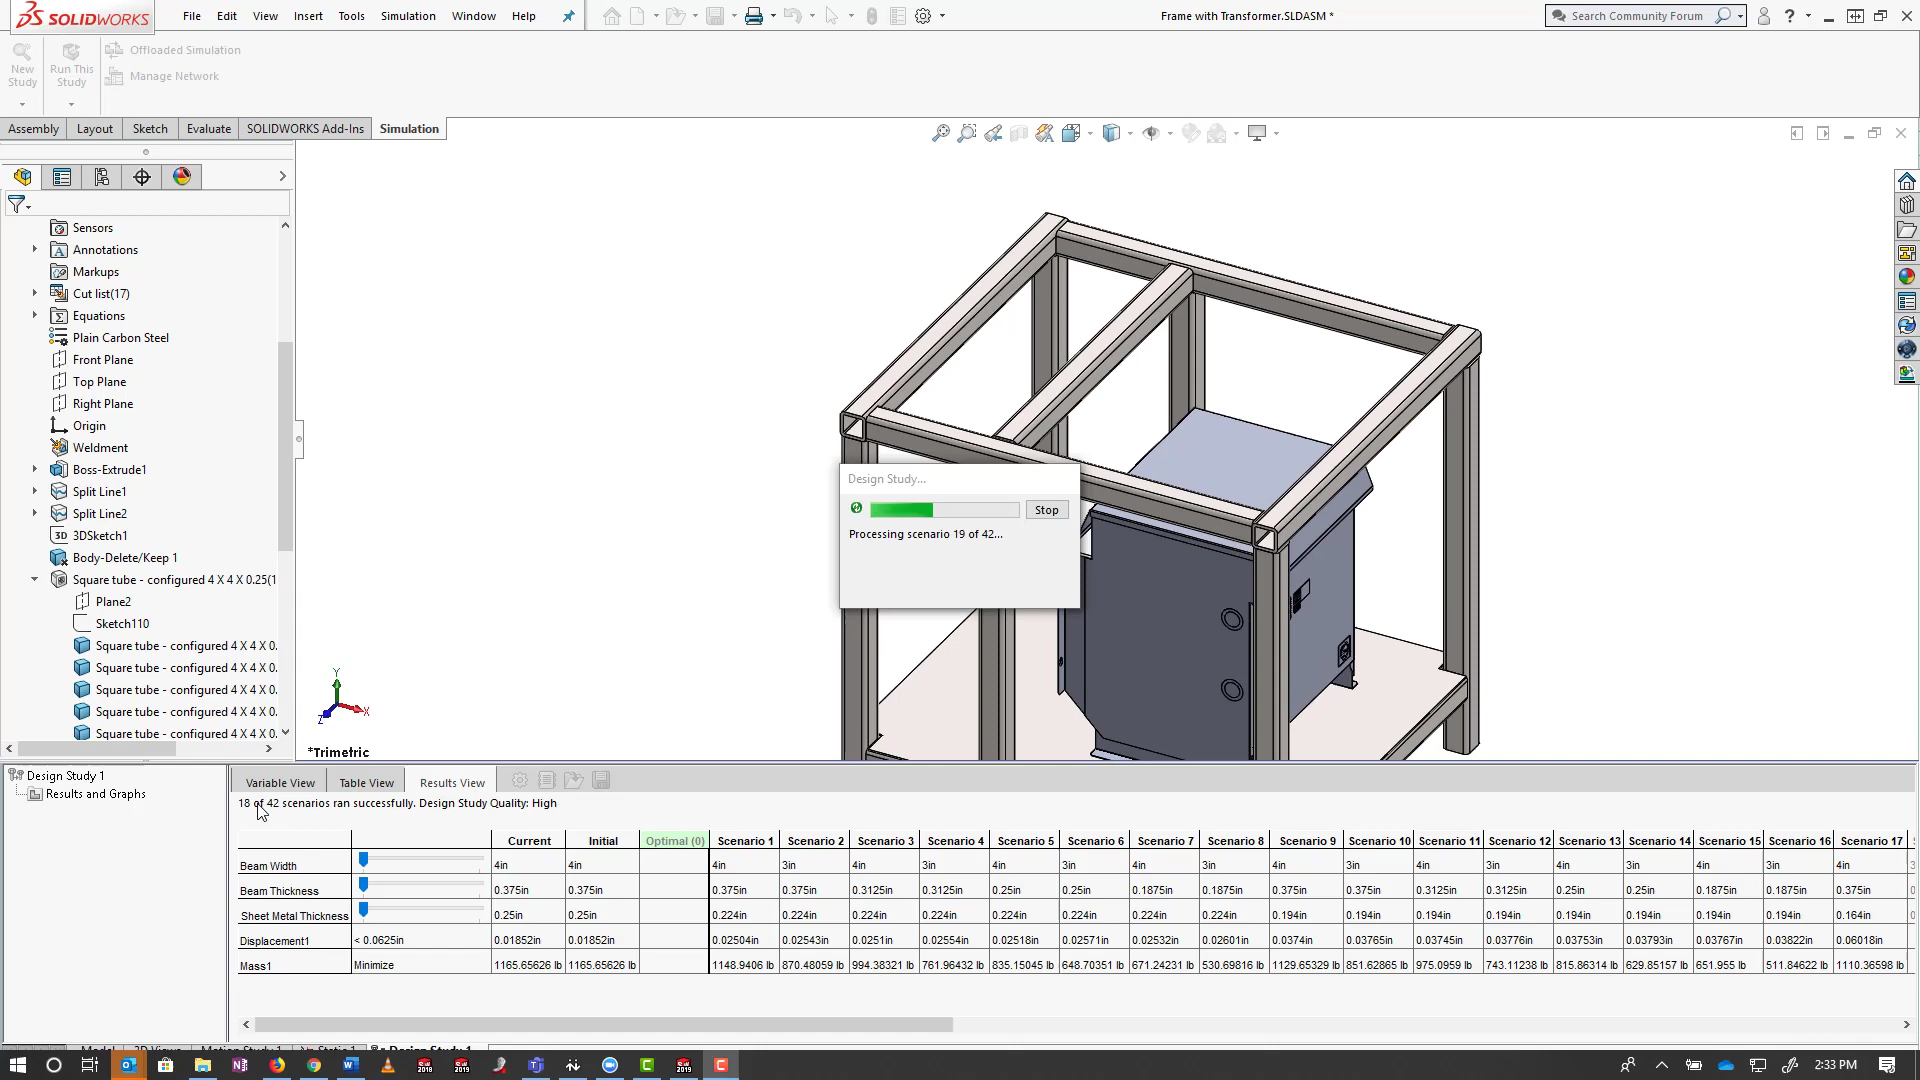 SOLIDWORKS File Edit View Insert Tools Simulation Window Help Frame with Transformer.SLDASM * Search Community Forum
New Study
Run This Study
Offloaded Simulation
Manage Network
Assembly Layout Sketch Evaluate SOLIDWORKS Add-Ins Simulation
Sensors
Annotations
Markups
Cut list(17)
Equations
Plain Carbon Steel
Front Plane
Top Plane
Right Plane
Origin
Weldment
Boss-Extrude1
Split Line1
Split Line2
3D 3DSketch1
Body-Delete/Keep 1
Square tube - configured 4 X 4 X 0.25(1
Plane2
Sketch110
Square tube - configured 4 X 4 X 0.
Square tube - configured 4 X 4 X 0.
Square tube - configured 4 X 4 X 0.
Square tube - configured 4 X 4 X 0.
Square tube - configured 4 X 4 X 0.
Design Study...
Stop
Processing scenario 19 of 42...
Y
X
Z
*Trimetric
Design Study 1
Results and Graphs
Variable View Table View Results View
18 of 42 scenarios ran successfully. Design Study Quality: High
Current Initial Optimal (0) Scenario 1 Scenario 2 Scenario 3 Scenario 4 Scenario 5 Scenario 6 Scenario 7 Scenario 8 Scenario 9 Scenario 10 Scenario 11 Scenario 12 Scenario 13 Scenario 14 Scenario 15 Scenario 16 Scenario 17
Beam Width 4in 4in 4in 3in 4in 3in 4in 3in 4in 3in 4in 3in 4in 3in 4in 3in 4in 3in 4in
Beam Thickness 0.375in 0.375in 0.375in 0.375in 0.3125in 0.3125in 0.25in 0.25in 0.1875in 0.1875in 0.375in 0.375in 0.3125in 0.3125in 0.25in 0.25in 0.1875in 0.1875in 0.375in
Sheet Metal Thickness 0.25in 0.25in 0.224in 0.224in 0.224in 0.224in 0.224in 0.224in 0.224in 0.224in 0.194in 0.194in 0.194in 0.194in 0.194in 0.194in 0.194in 0.194in 0.164in
Displacement1 < 0.0625in 0.01852in 0.01852in 0.02504in 0.02543in 0.0251in 0.02554in 0.02518in 0.02571in 0.02532in 0.02601in 0.0374in 0.03765in 0.03745in 0.03776in 0.03753in 0.03793in 0.03767in 0.03822in 0.06018in
Mass1 Minimize 1165.65626 lb 1165.65626 lb 1148.9406 lb 870.48059 lb 994.38321 lb 761.96432 lb 835.15045 lb 648.70351 lb 671.24231 lb 530.69816 lb 1129.65329 lb 851.62865 lb 975.0959 lb 743.11238 lb 815.86314 lb 629.85157 lb 651.955 lb 511.84622 lb 1110.36598 lb
2:33 PM